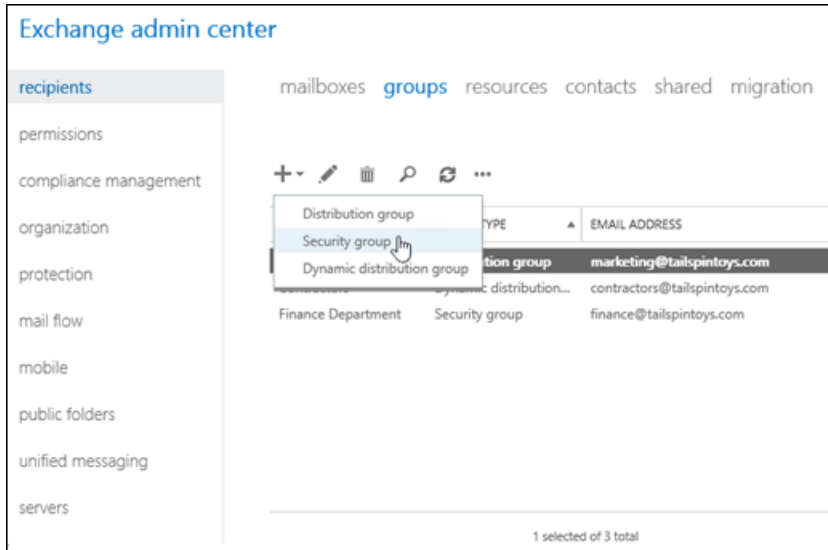 Exchange admin center
recipients
permissions
compliance management
organization
protection
mail flow
mobile
public folders
unified messaging
servers
mailboxes groups resources contacts shared migration
Distribution group
Security group
Dynamic distribution group
TYPE EMAIL ADDRESS
group marketing@tailspintoys.com
distribution... contractors@tailspintoys.com
Finance Department Security group finance@tailspintoys.com
1 selected of 3 total